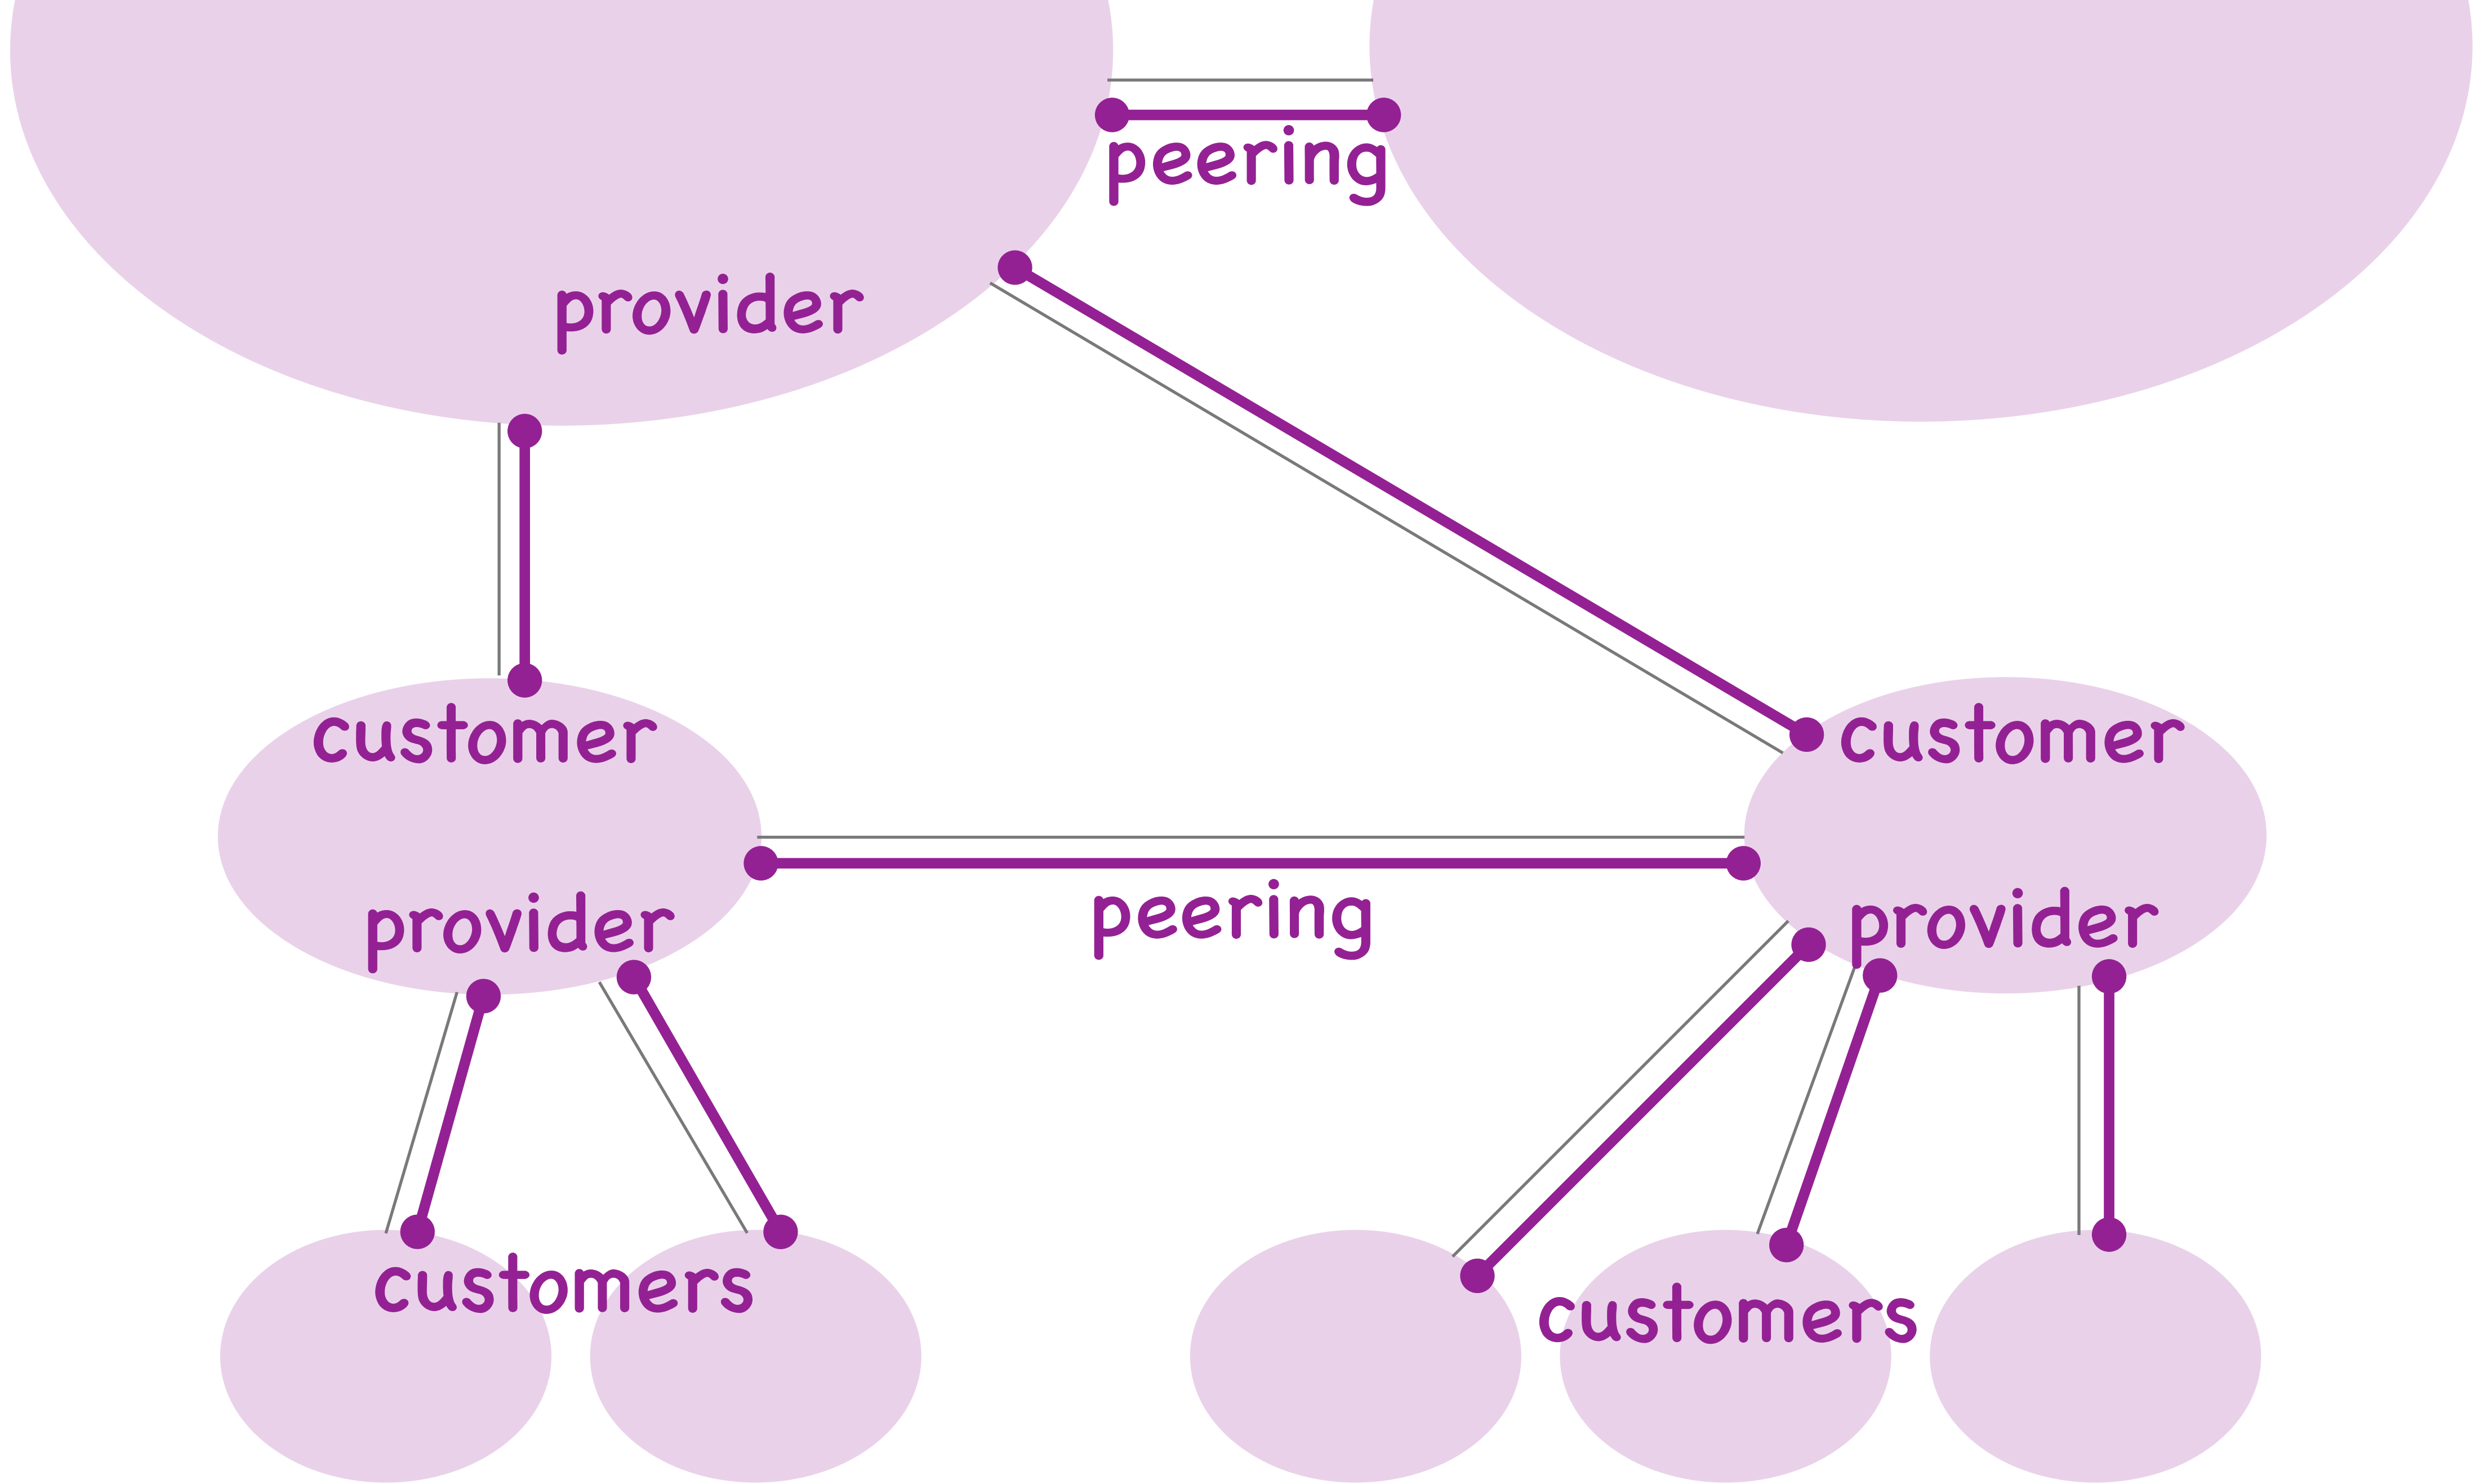 peering
provider
customer
customer
peering
provider
provider
customers
customers